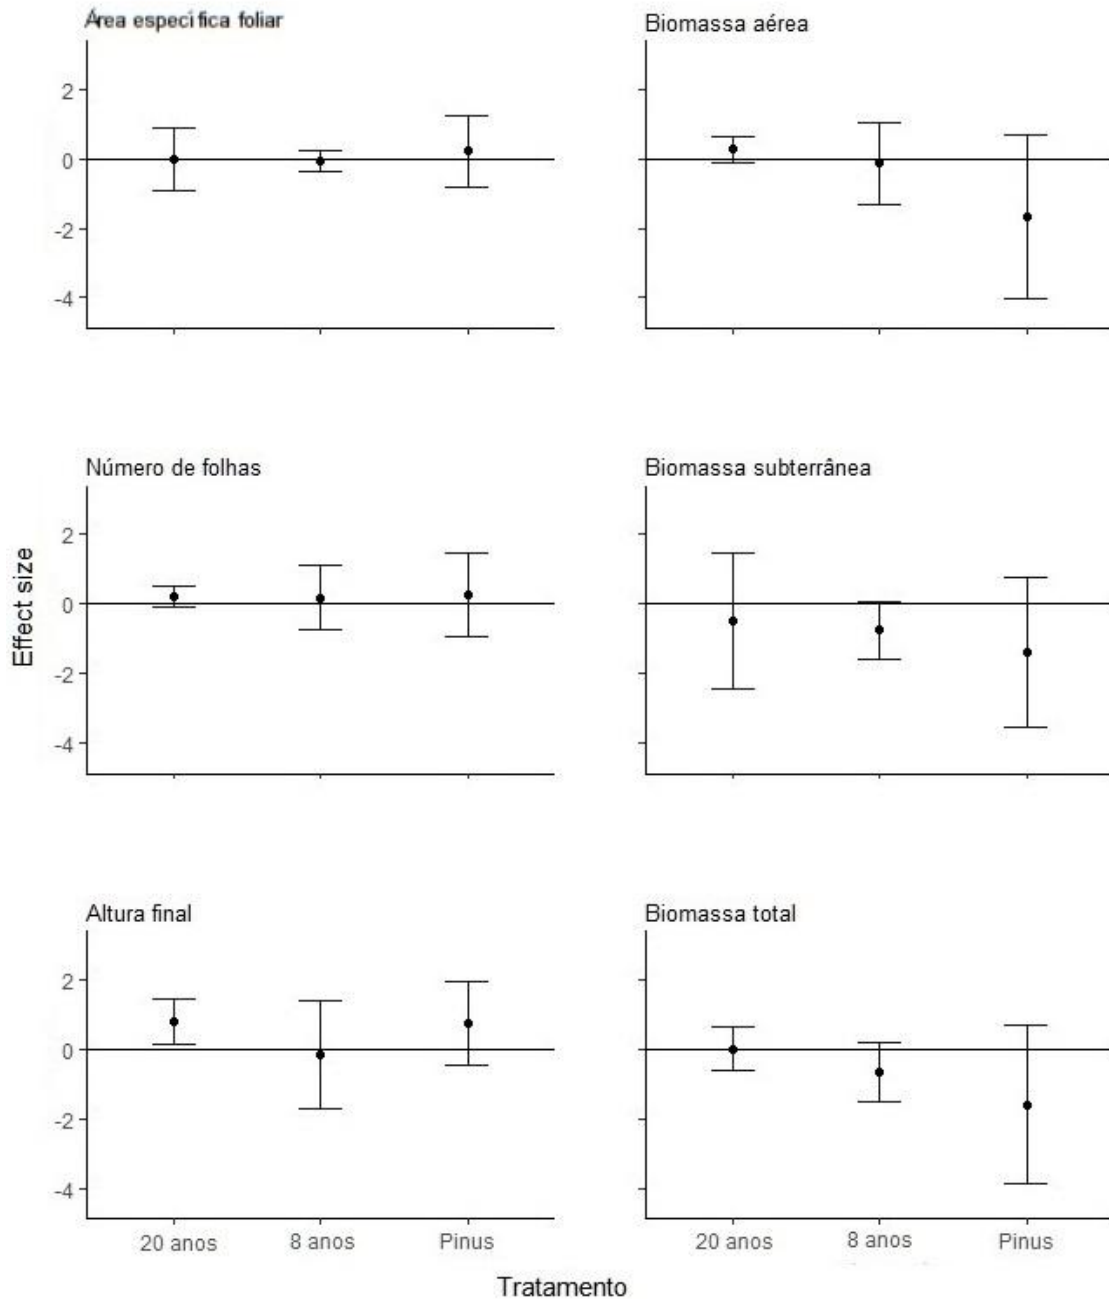 Área especifica foliar
2
0
-2
-4
Biomassa aérea
Número de folhas
2
0
-2
-4
Biomassa subterrânea
Effect size
Altura final
2
0
-2
-4
20 anos 8 anos Pinus
Biomassa total
20 anos 8 anos Pinus
Tratamento